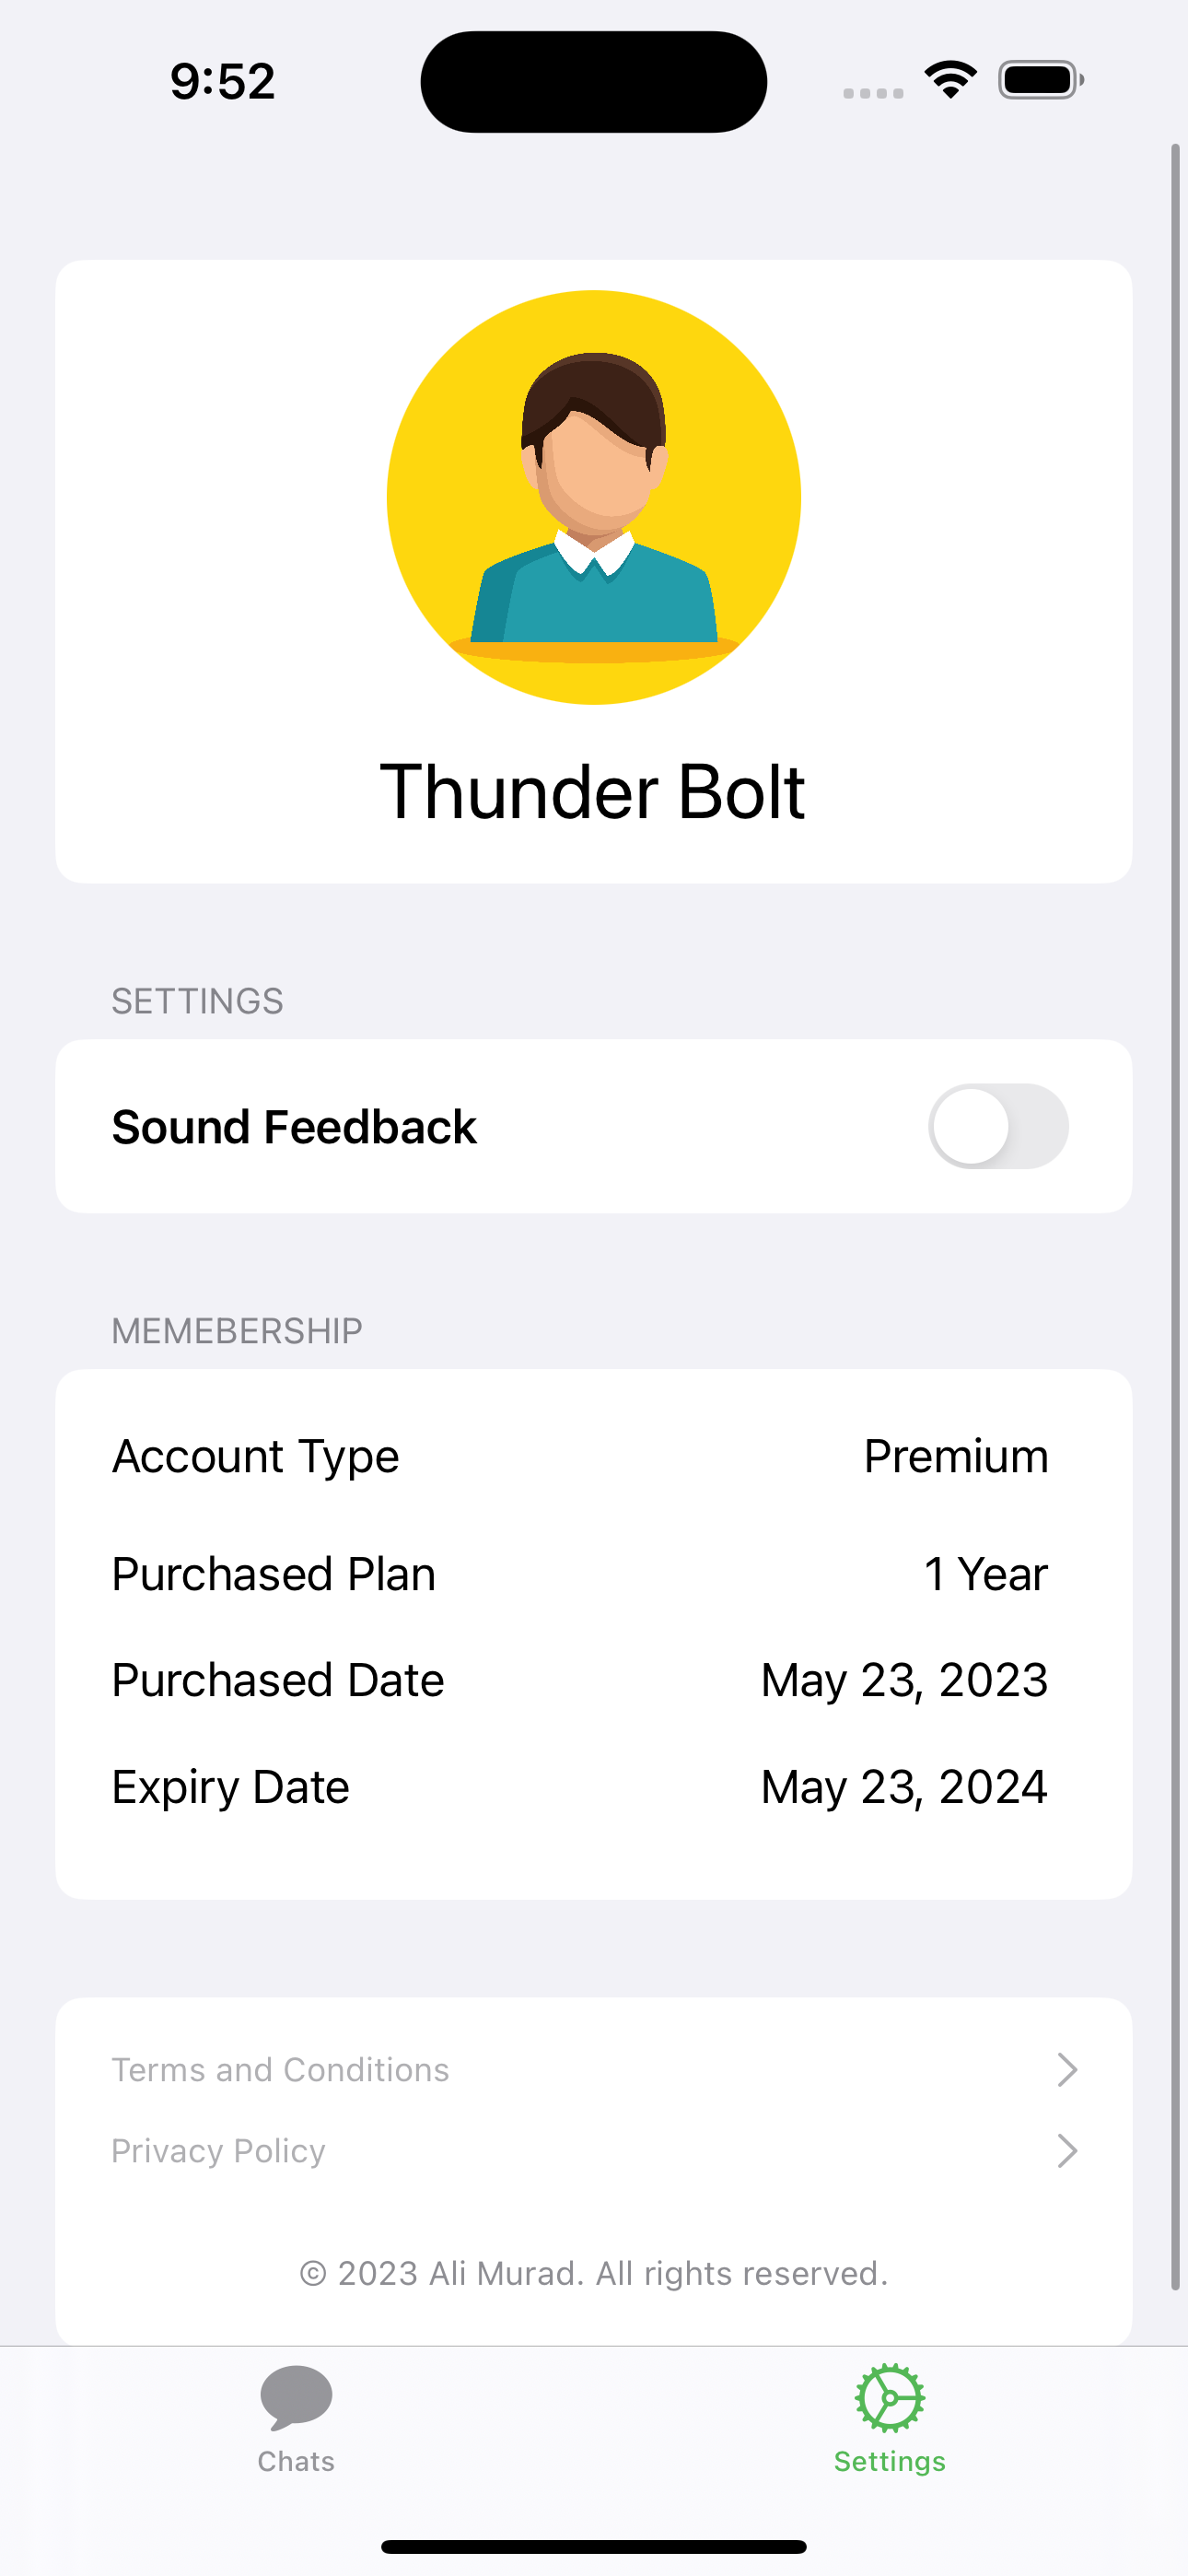 9:52
Thunder Bolt
SETTINGS
Sound Feedback
MEMEBERSHIP
Account Type Premium
Purchased Plan 1 Year
Purchased Date May 23, 2023
Expiry Date May 23, 2024
Terms and Conditions
Privacy Policy
© 2023 Ali Murad. All rights reserved.
Chats Settings